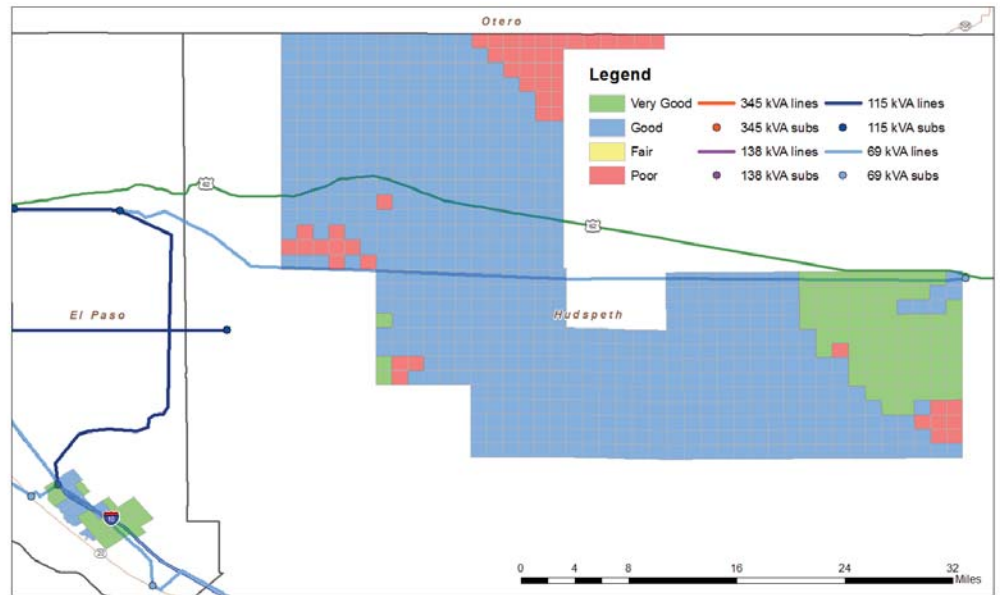 Otero
Legend
Very Good
345 kVA lines
115 kVA lines
Good
345 kVA subs
115 kVA subs
Fair
138 kVA lines
69 kVA lines
Poor
138 kVA subs
69 kVA subs
62
62
El Paso
Hudspeth
10
20
0 4 8 16 24 32
Miles